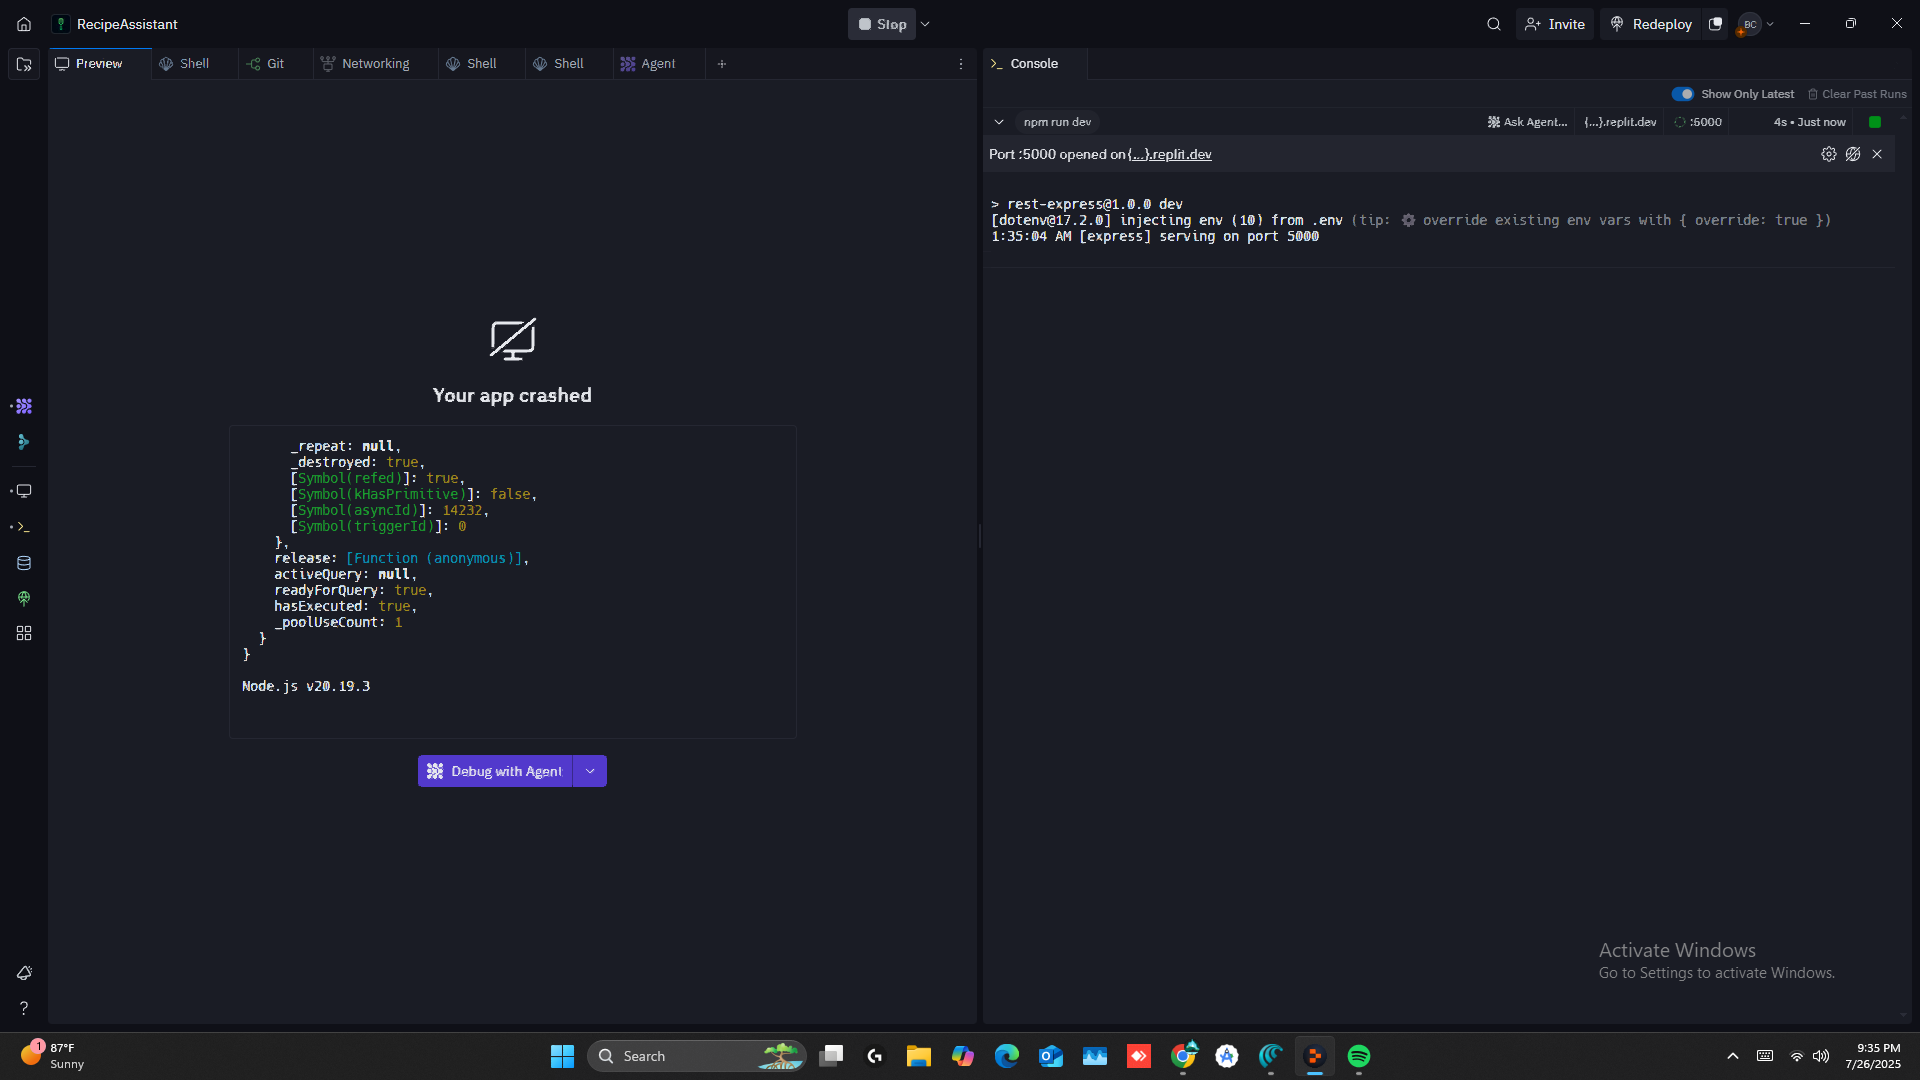 RecipeAssistant
Stop
Invite
Redeploy
BC
Preview
Shell
Git
Networking
Shell
Shell
Agent
Console
Show Only Latest
Clear Past Runs
npm run dev
Ask Agent...
{...}.replit.dev
:5000
4s • Just now
Port :5000 opened on {...}.replit.dev
> rest-express@1.0.0 dev
[dotenv@17.2.0] injecting env (10) from .env (tip: ⚙ override existing env vars with { override: true })
1:35:04 AM [express] serving on port 5000
Your app crashed
_repeat: null,
_destroyed: true,
[Symbol(refed)]: true,
[Symbol(kHasPrimitive)]: false,
[Symbol(asyncId)]: 14232,
[Symbol(triggerId)]: 0
},
release: [Function (anonymous)],
activeQuery: null,
readyForQuery: true,
hasExecuted: true,
_poolUseCount: 1
}
}
Node.js v20.19.3
Debug with Agent
Activate Windows
Go to Settings to activate Windows.
1
87°F
Sunny
Search
9:35 PM
7/26/2025